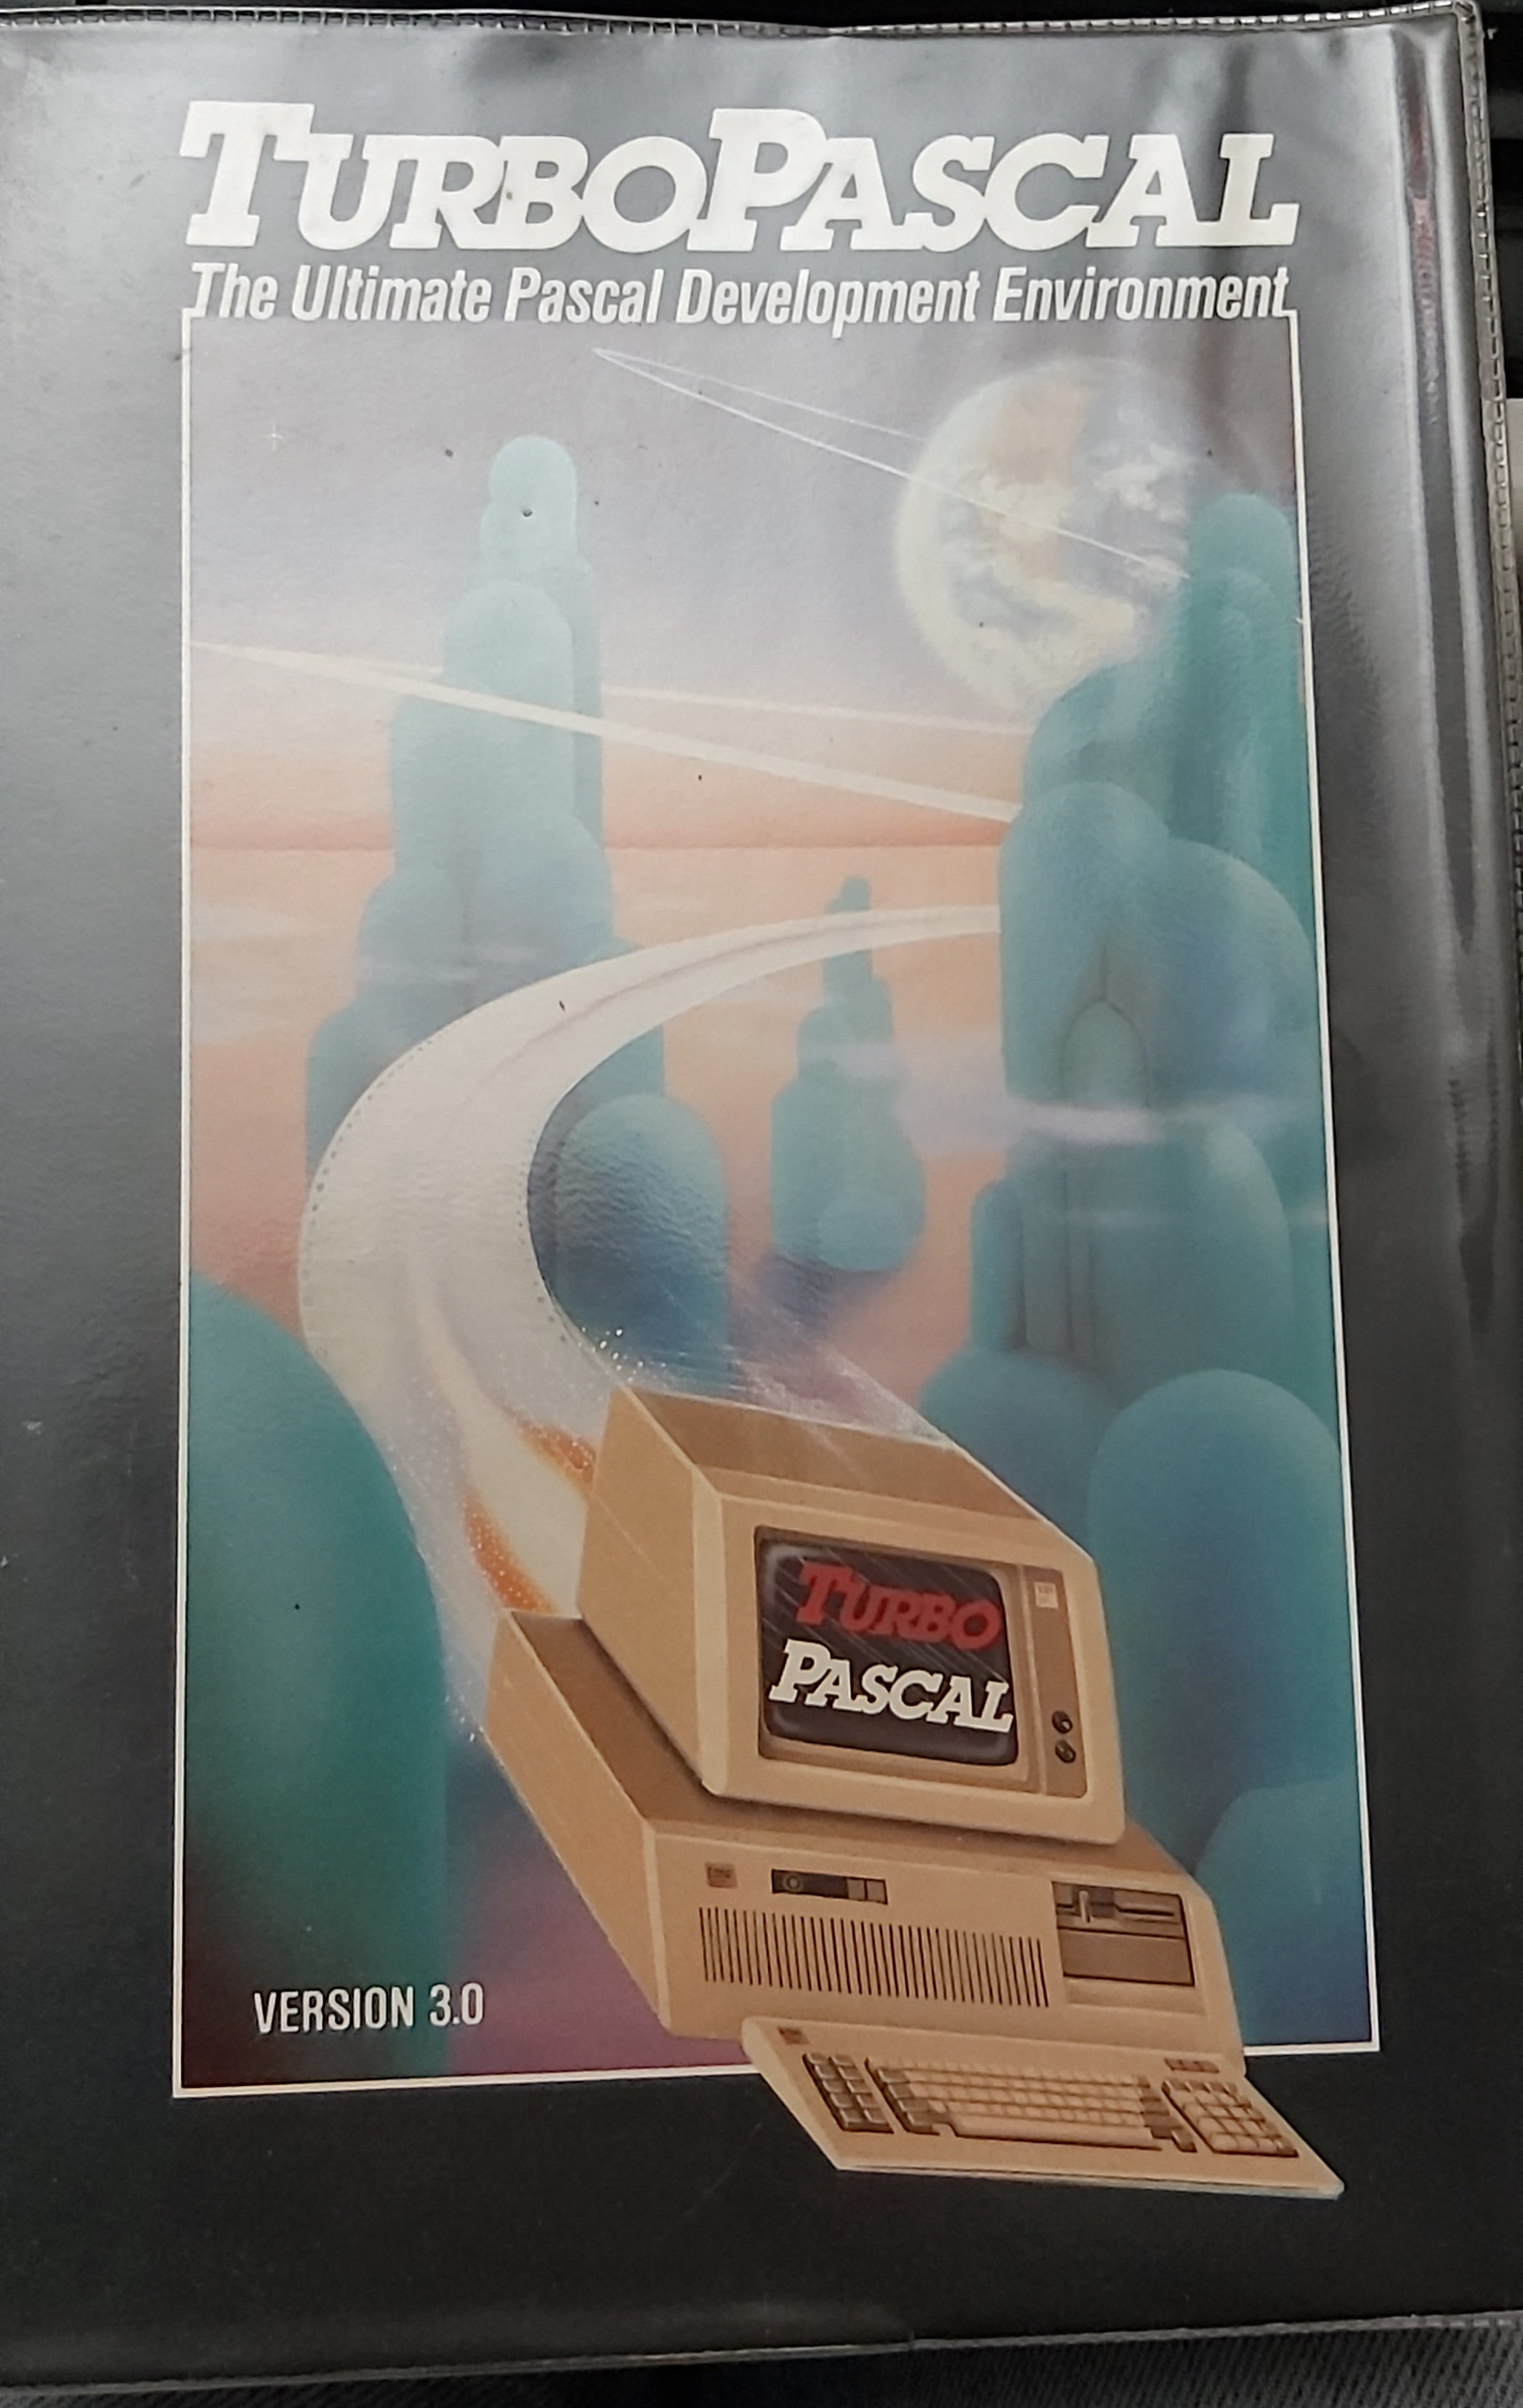 TURBOPASCAL
The Ultimate Pascal Development Environment
TURBO
PASCAL
VERSION 3.0